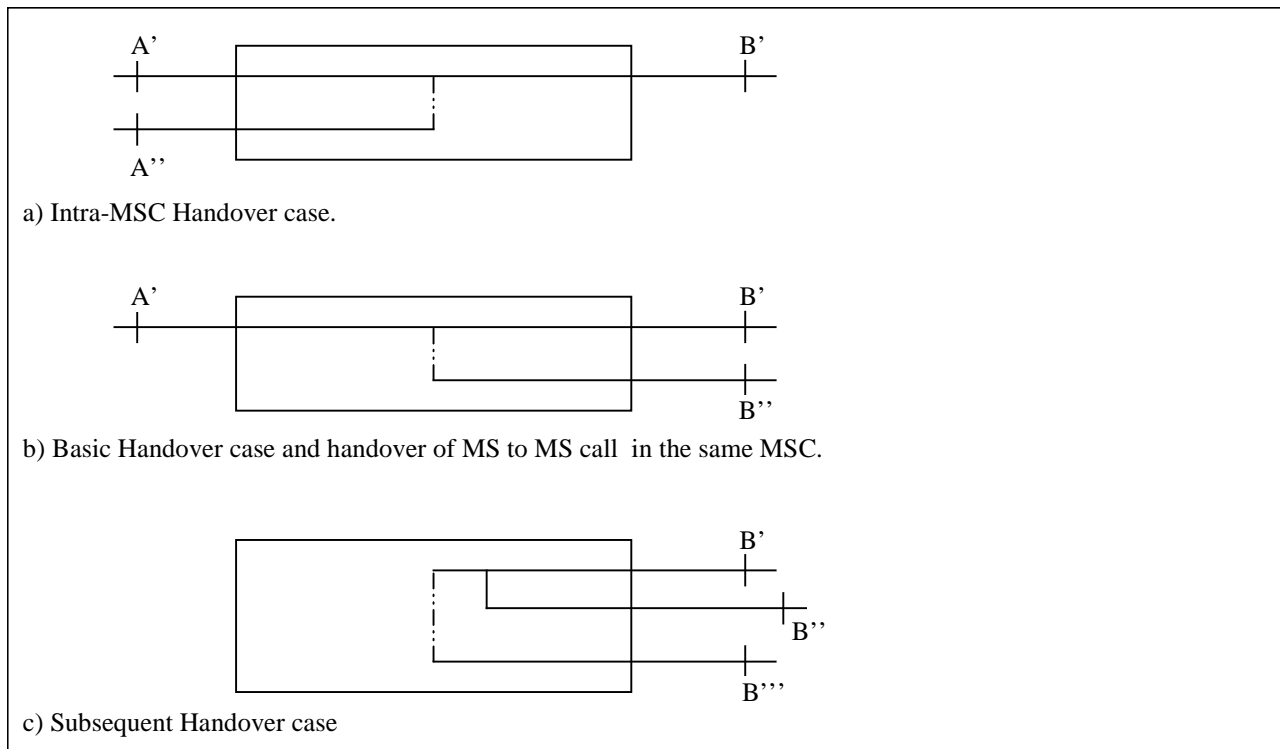 A’ B’
A’’
a) Intra-MSC Handover case.
A’ B’
B’’
b) Basic Handover case and handover of MS to MS call in the same MSC.
B’
B’’
B’’’
c) Subsequent Handover case